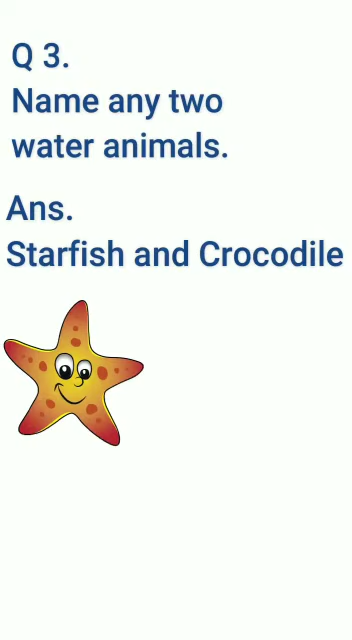 Q 3.
Name any two
water animals.
Ans.
Starfish and Crocodile